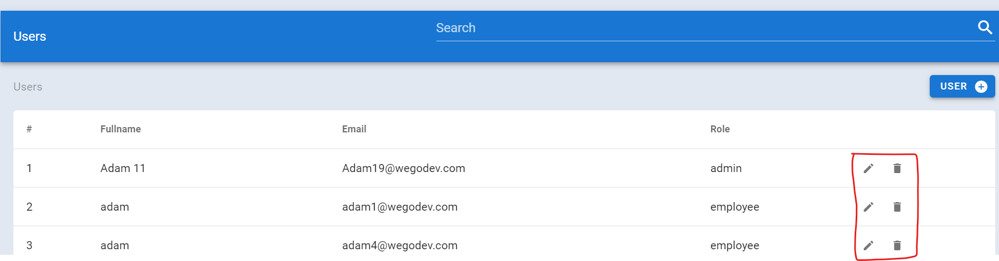 Users Search
Users USER
# Fullname Email Role
1 Adam 11 Adam19@wegodev.com admin
2 adam adam1@wegodev.com employee
3 adam adam4@wegodev.com employee